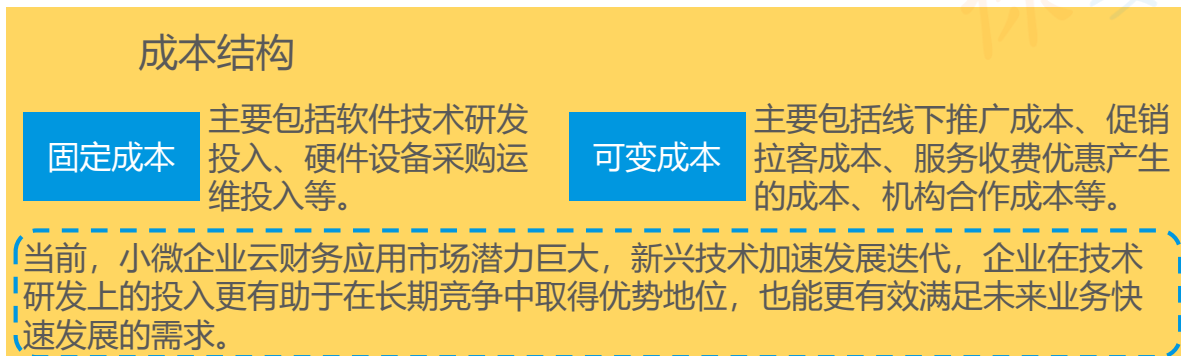 成本结构
固定成本
主要包括软件技术研发
投入、硬件设备采购运
维投入等。
可变成本
主要包括线下推广成本、促销
拉客成本、服务收费优惠产生
的成本、机构合作成本等。
当前，小微企业云财务应用市场潜力巨大，新兴技术加速发展迭代，企业在技术
研发上的投入更有助于在长期竞争中取得优势地位，也能更有效满足未来业务快
速发展的需求。